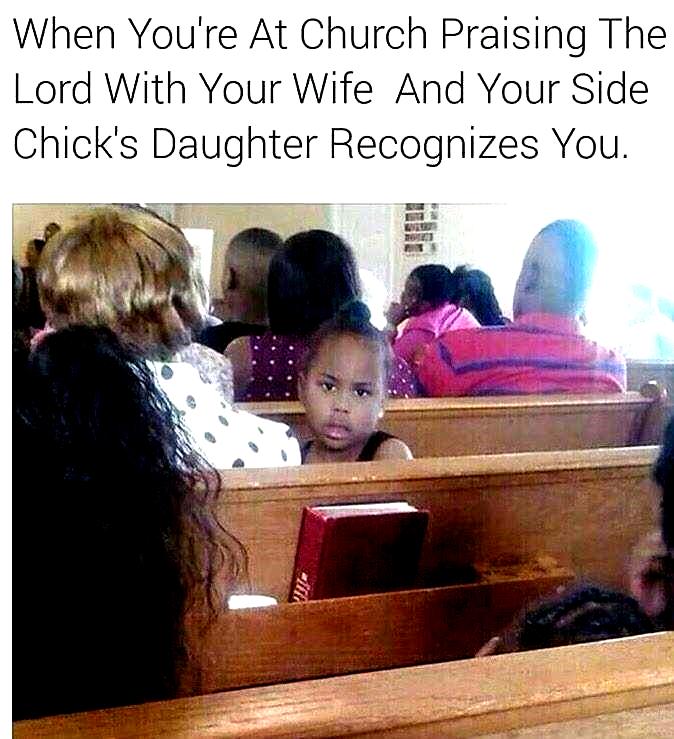 When You're At Church Praising The
Lord With Your Wife  And Your Side
Chick's Daughter Recognizes You.